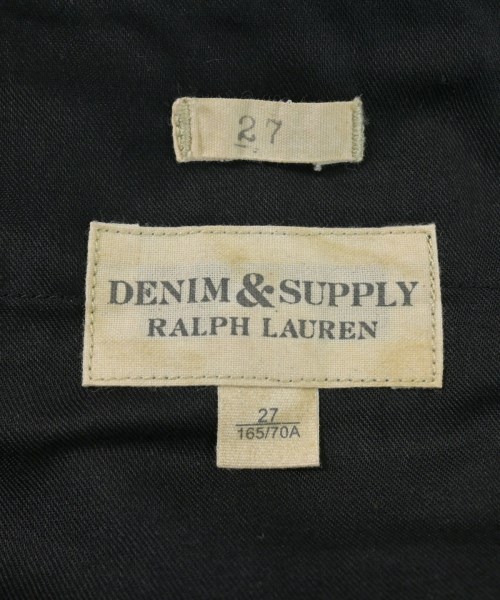 27
DENIM & SUPPLY
RALPH LAUREN
27
165/70A